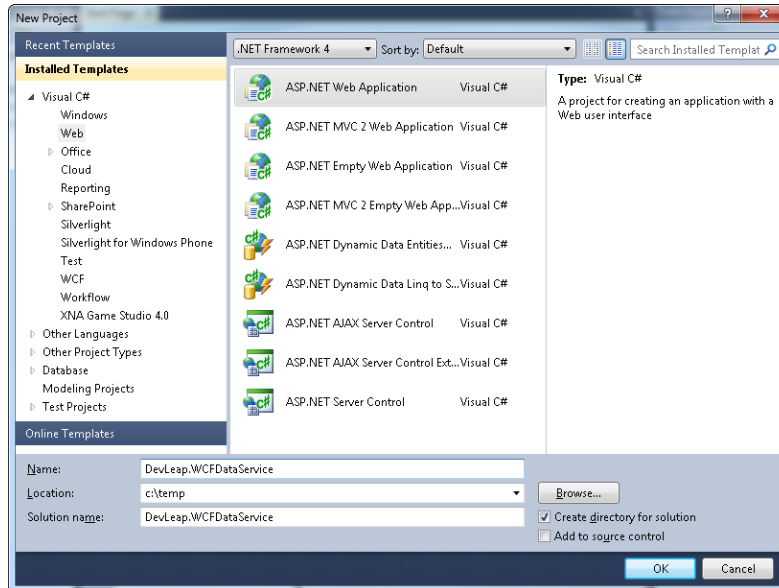 New Project
Recent Templates
Installed Templates
Visual C#
Windows
Web
Office
Cloud
Reporting
SharePoint
Silverlight
Silverlight for Windows Phone
Test
WCF
Workflow
XNA Game Studio 4.0
Other Languages
Other Project Types
Database
Modeling Projects
Test Projects
Online Templates
.NET Framework 4 Sort by: Default Search Installed Templat
ASP.NET Web Application Visual C#
ASP.NET MVC 2 Web Application Visual C#
ASP.NET Empty Web Application Visual C#
ASP.NET MVC 2 Empty Web App...Visual C#
ASP.NET Dynamic Data Entities... Visual C#
ASP.NET Dynamic Data Linq to S...Visual C#
ASP.NET AJAX Server Control Visual C#
ASP.NET AJAX Server Control Ext...Visual C#
ASP.NET Server Control Visual C#
Type: Visual C#
A project for creating an application with a
Web user interface
Name: DevLeap.WCFDataService
Location: c:\temp Browse...
Solution name: DevLeap.WCFDataService
Create directory for solution
Add to source control
OK Cancel